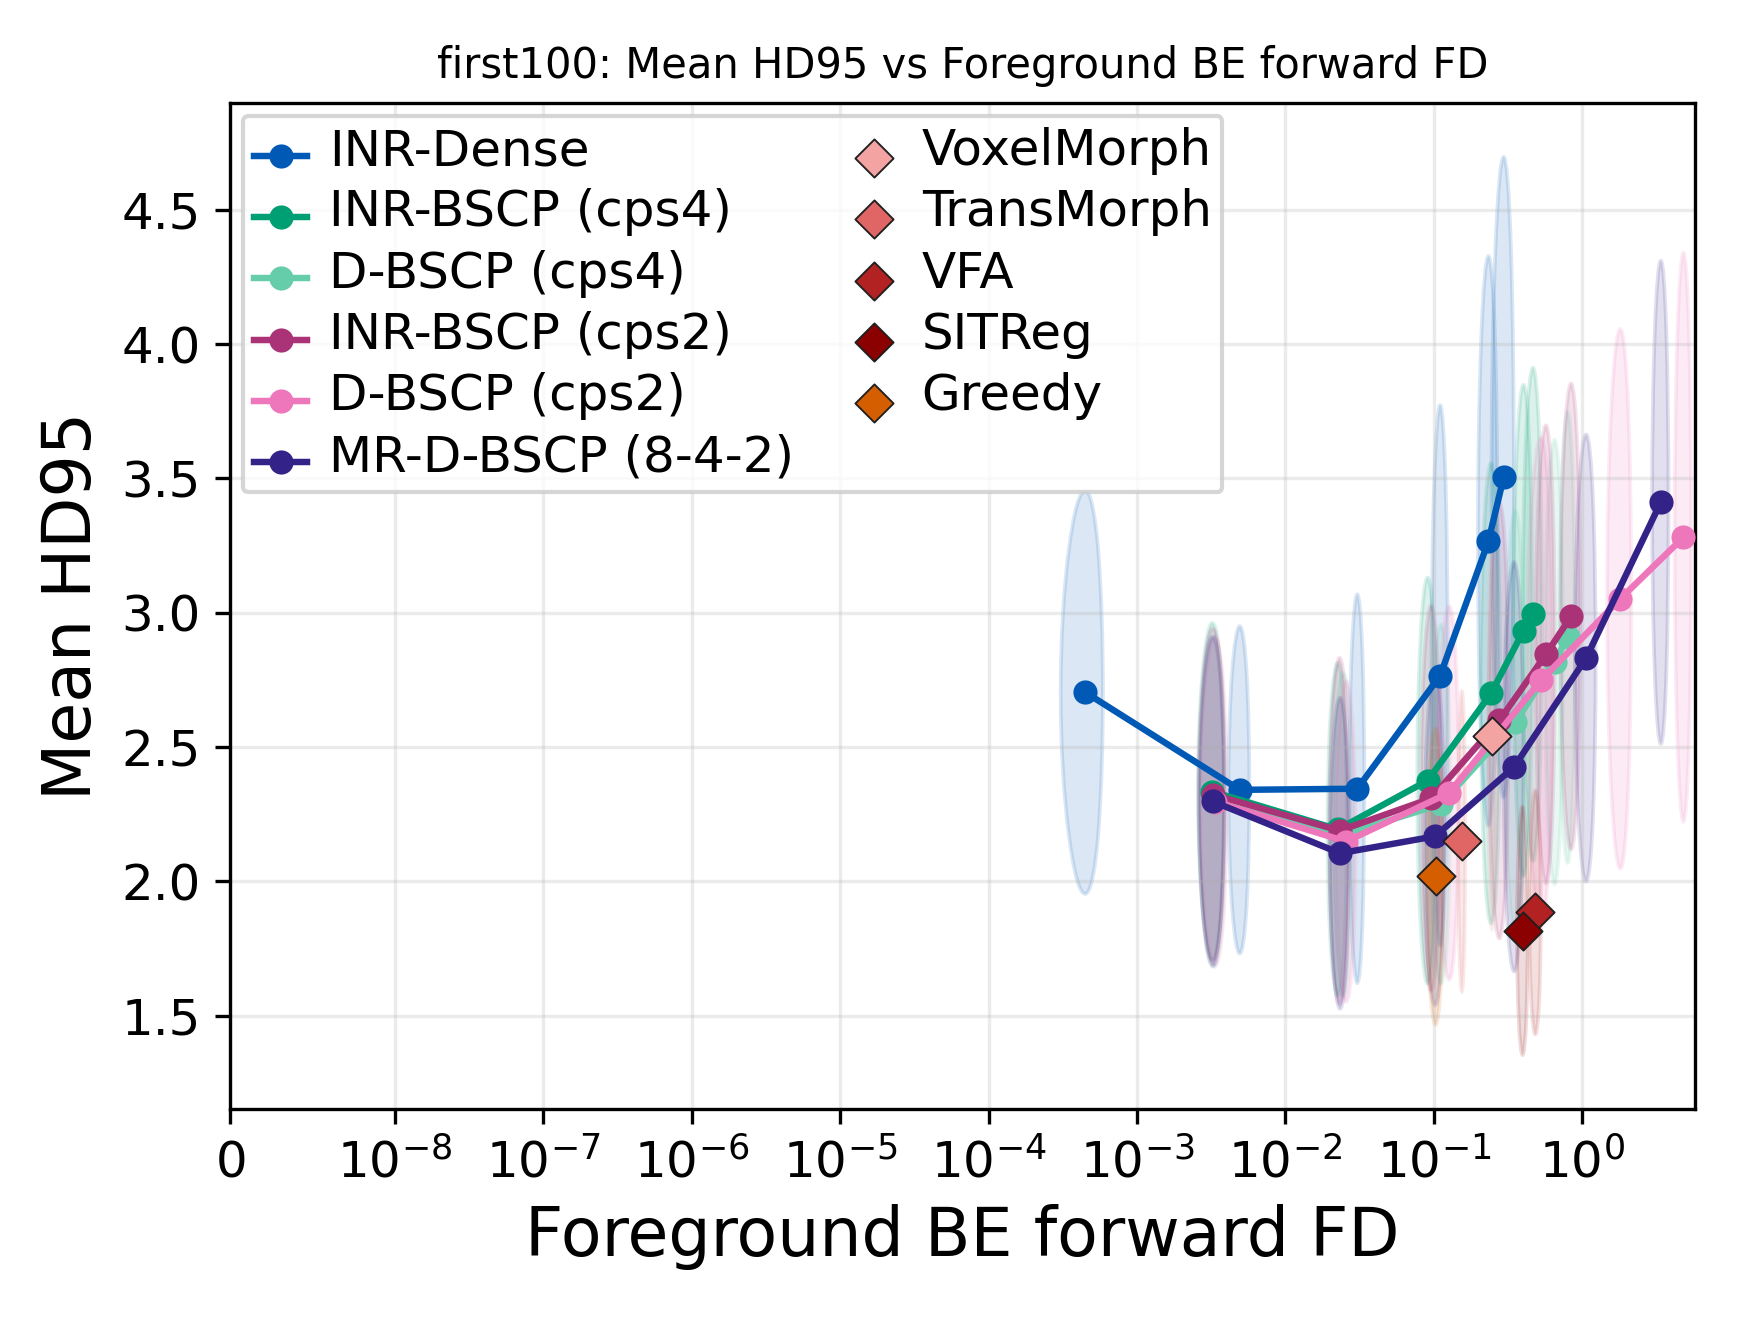 first100: Mean HD95 vs Foreground BE forward FD
INR-Dense
INR-BSCP (cps4)
D-BSCP (cps4)
INR-BSCP (cps2)
D-BSCP (cps2)
MR-D-BSCP (8-4-2)
VoxelMorph
TransMorph
VFA
SITReg
Greedy
Mean HD95
4.5
4.0
3.5
3.0
2.5
2.0
1.5
0 10⁻⁸ 10⁻⁷ 10⁻⁶ 10⁻⁵ 10⁻⁴ 10⁻³ 10⁻² 10⁻¹ 10⁰
Foreground BE forward FD